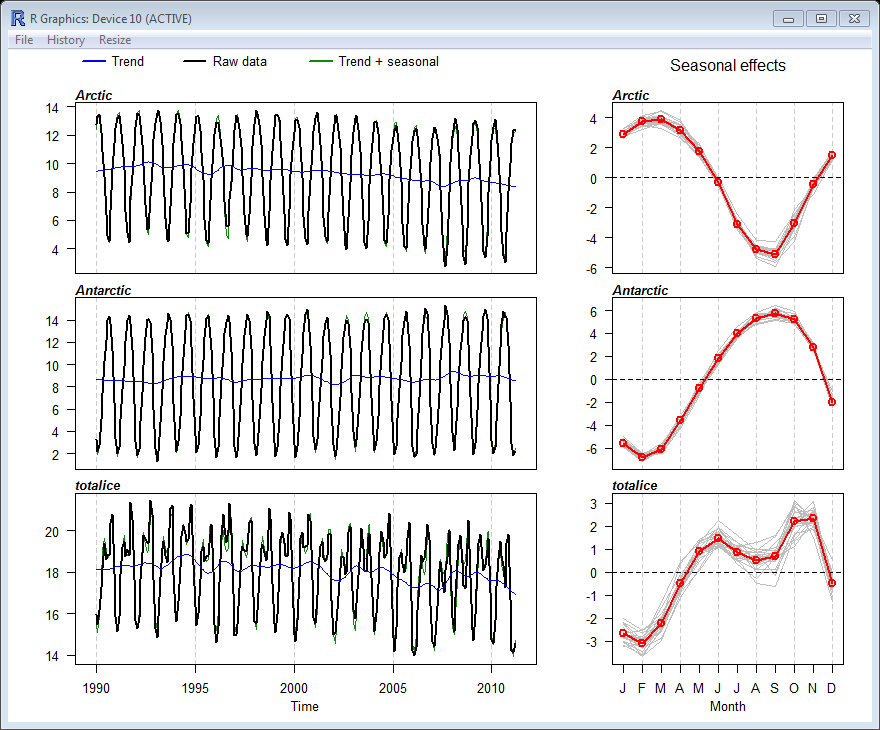 R Graphics: Device 10 (ACTIVE)
File History Resize
Trend Raw data Trend + seasonal
Seasonal effects
Arctic
14
12
10
8
6
4
Antarctic
14
12
10
8
6
4
2
totalice
20
18
16
14
1990 1995 2000 2005 2010
Time
Arctic
4
2
0
-2
-4
-6
Antarctic
6
4
2
0
-2
-4
-6
totalice
3
2
1
0
-1
-2
-3
J F M A M J J A S O N D
Month